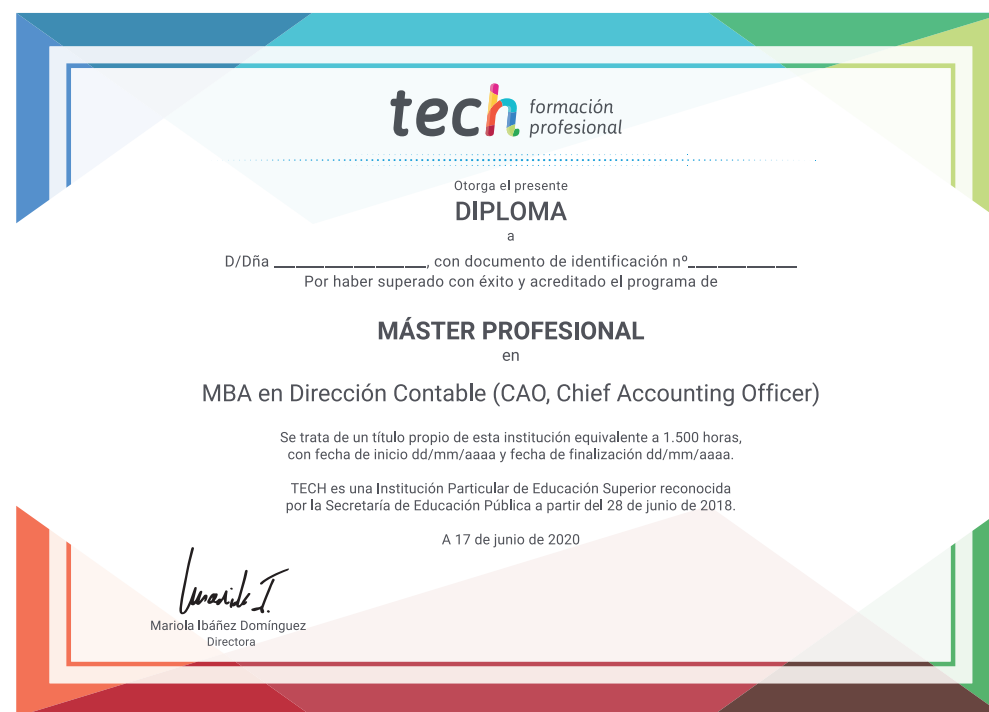 tech formación
profesional
Otorga el presente
DIPLOMA
a
D/Dña ______________, con documento de identificación nº__________
Por haber superado con éxito y acreditado el programa de
MÁSTER PROFESIONAL
en
MBA en Dirección Contable (CAO, Chief Accounting Officer)
Se trata de un título propio de esta institución equivalente a 1.500 horas,
con fecha de inicio dd/mm/aaaa y fecha de finalización dd/mm/aaaa.
TECH es una Institución Particular de Educación Superior reconocida
por la Secretaría de Educación Pública a partir del 28 de junio de 2018.
A 17 de junio de 2020
Mariola Ibáñez Domínguez
Directora